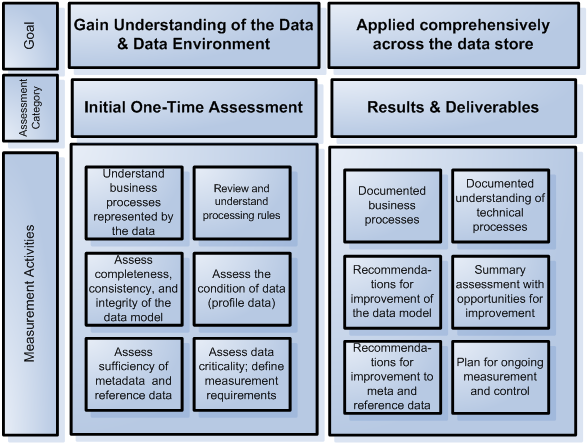 Goal
Gain Understanding of the Data
& Data Environment
Applied comprehensively
across the data store
Assessment
Category
Initial One-Time Assessment
Results & Deliverables
Measurement Activities
Understand
business
processes
represented by
the data
Review and
understand
processing rules
Assess
completeness,
consistency, and
integrity of the
data model
Assess the
condition of data
(profile data)
Assess
sufficiency of
metadata and
reference data
Assess data
criticality; define
measurement
requirements
Documented
business
processes
Documented
understanding of
technical
processes
Recommenda-
tions for
improvement of
the data model
Summary
assessment with
opportunities for
improvement
Recommenda-
tions for
improvement to
meta and
reference data
Plan for ongoing
measurement
and control